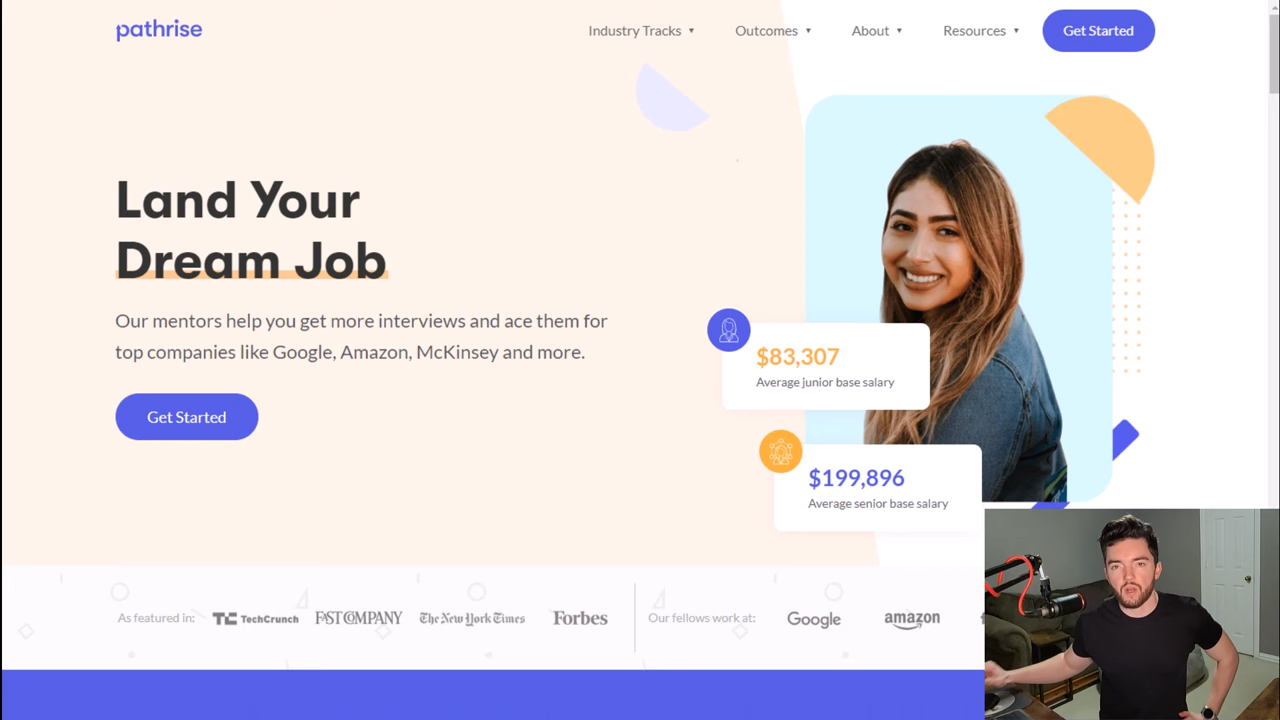 pathrise
Industry Tracks ▼
Outcomes ▼
About ▼
Resources ▼
Get Started
Land Your
Dream Job
Our mentors help you get more interviews and ace them for
top companies like Google, Amazon, McKinsey and more.
Get Started
$83,307
Average junior base salary
$199,896
Average senior base salary
As featured in:
TC TechCrunch
FAST COMPANY
The New York Times
Forbes
Our fellows work at:
Google
amazon